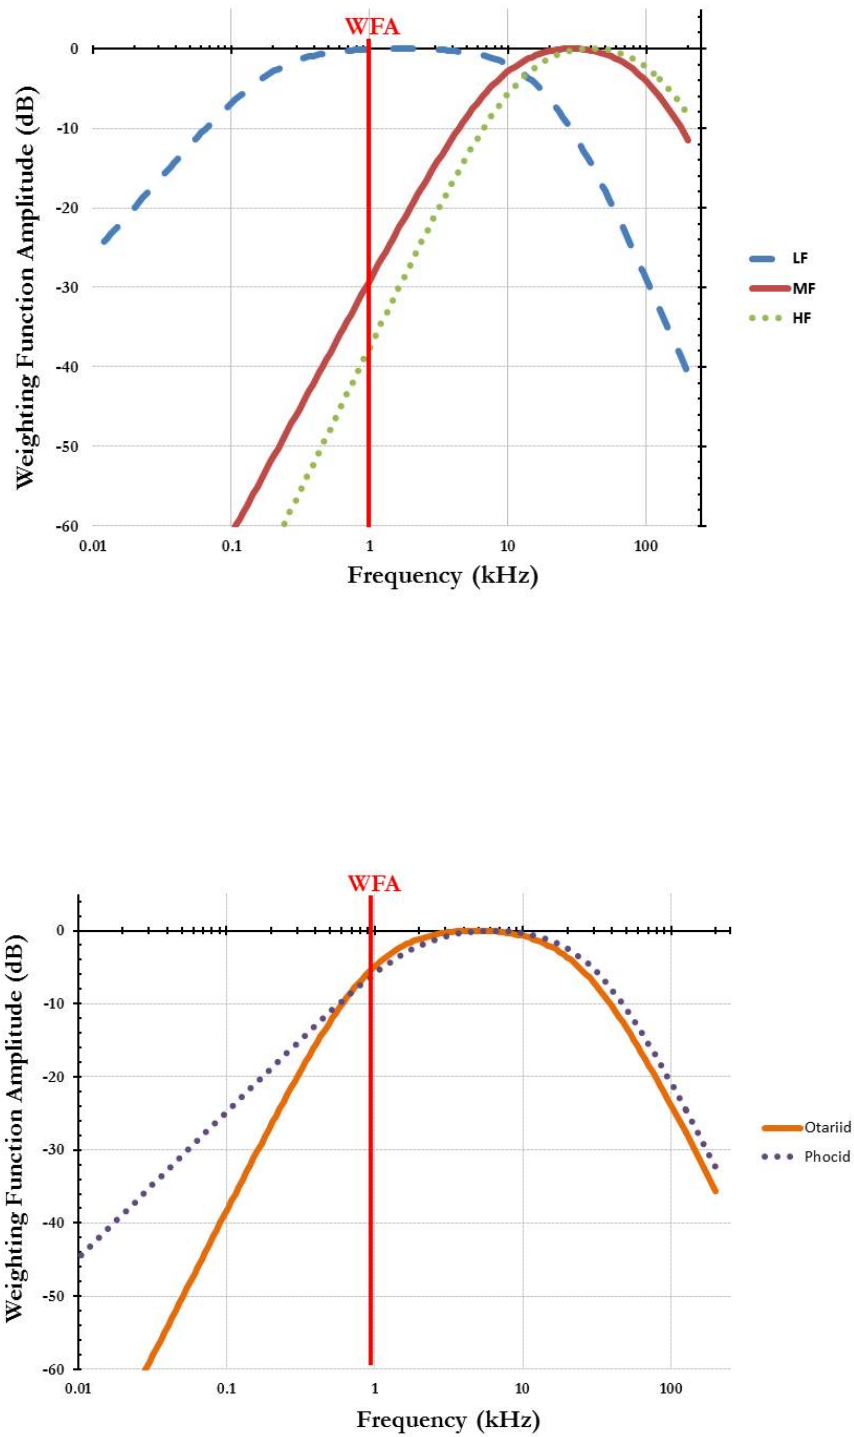 WFA
0
-10
-20
-30
-40
-50
-60
Weighting Function Amplitude (dB)
0.01 0.1 1 10 100
Frequency (kHz)
LF
MF
HF
WFA
0
-10
-20
-30
-40
-50
-60
Weighting Function Amplitude (dB)
0.01 0.1 1 10 100
Frequency (kHz)
Otariid
Phocid